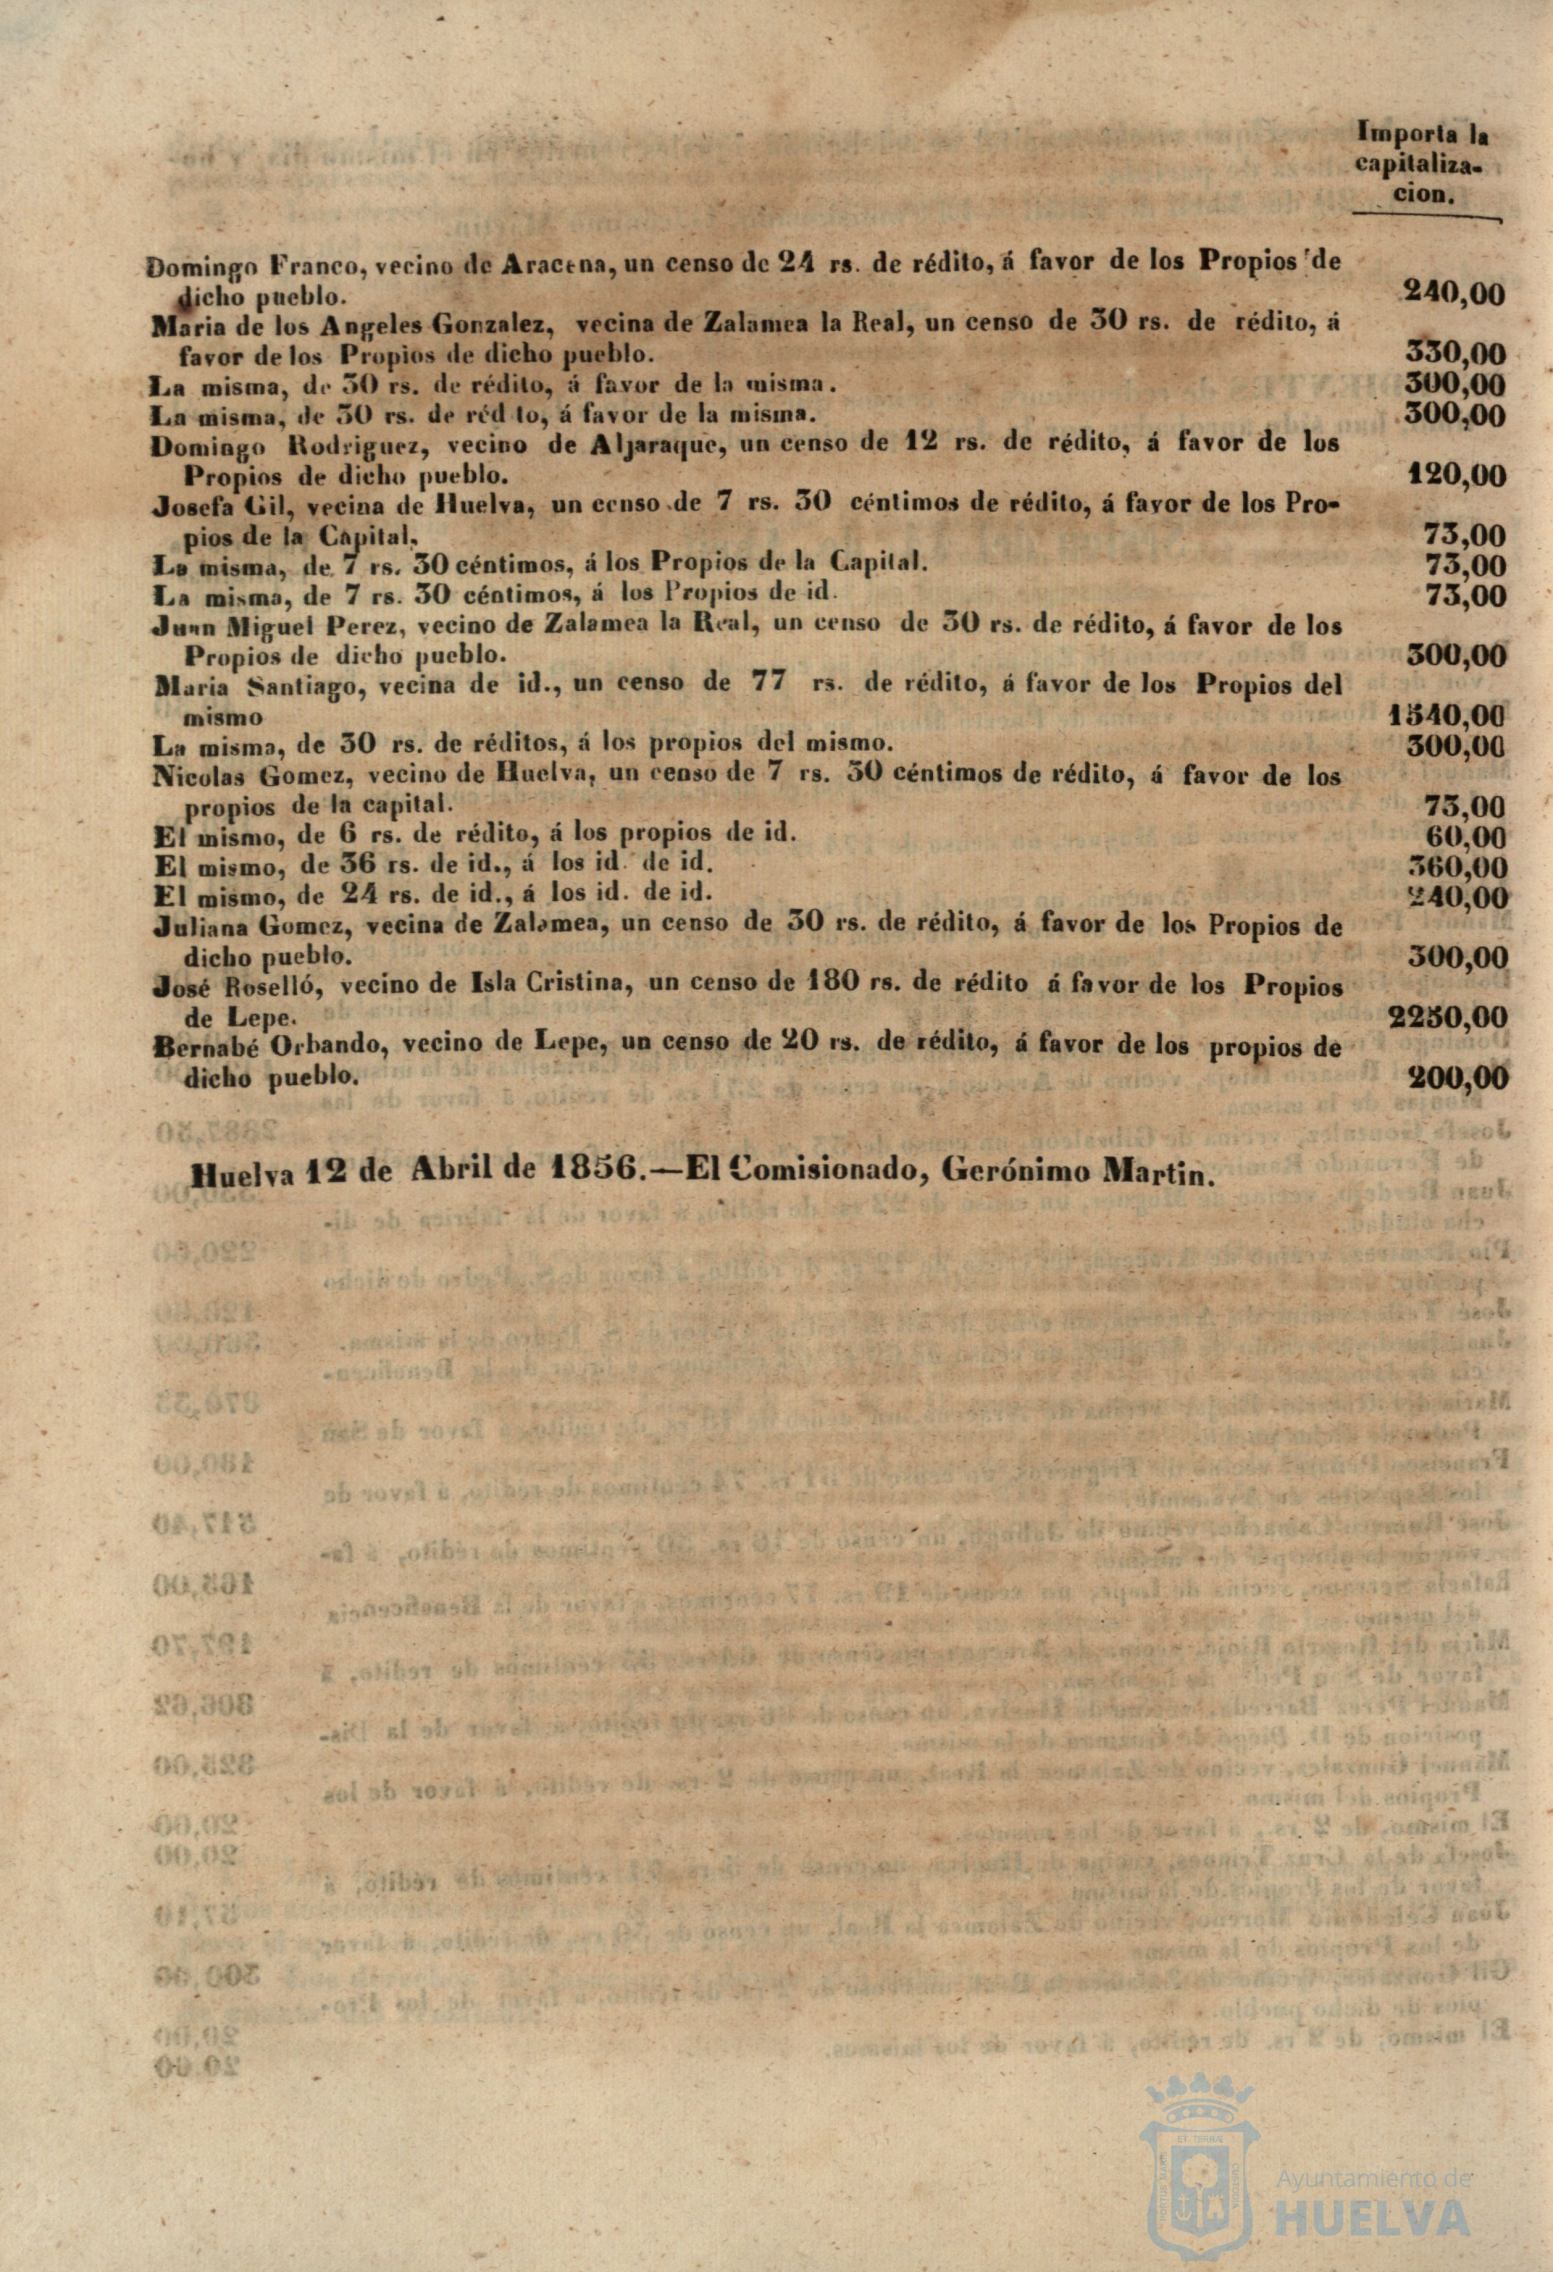 Importa la
capitaliza-
cion.
Domingo Franco, vecino de Aracena, un censo de 24 rs. de rédito, á favor de los Propios de
dicho pueblo. 240,00
Maria de los Angeles Gonzalez, vecina de Zalamea la Real, un censo de 30 rs. de rédito, á
favor de los Propios de dicho pueblo. 330,00
La misma, de 30 rs. de rédito, á favor de la misma. 300,00
La misma, de 30 rs. de réd to, á favor de la misma. 300,00
Domingo Rodriguez, vecino de Aljaraque, un censo de 12 rs. de rédito, á favor de los
Propios de dicho pueblo. 120,00
Josefa Gil, vecina de Huelva, un censo de 7 rs. 30 céntimos de rédito, á favor de los Pro-
pios de la Capital. 73,00
La misma, de 7 rs. 30 céntimos, á los Propios de la Capital. 73,00
La misma, de 7 rs. 30 céntimos, á los Propios de id. 73,00
Juan Miguel Perez, vecino de Zalamea la Real, un censo de 30 rs. de rédito, á favor de los
Propios de dicho pueblo. 300,00
Maria Santiago, vecina de id., un censo de 77 rs. de rédito, á favor de los Propios del
mismo 1540,00
La misma, de 30 rs. de réditos, á los propios del mismo. 300,00
Nicolas Gomez, vecino de Huelva, un censo de 7 rs. 30 céntimos de rédito, á favor de los
propios de la capital. 73,00
El mismo, de 6 rs. de rédito, á los propios de id. 60,00
El mismo, de 36 rs. de id., á los id. de id. 360,00
El mismo, de 24 rs. de id., á los id. de id. 240,00
Juliana Gomez, vecina de Zalamea, un censo de 30 rs. de rédito, á favor de los Propios de
dicho pueblo. 300,00
José Roselló, vecino de Isla Cristina, un censo de 180 rs. de rédito á favor de los Propios
de Lepe. 2250,00
Bernabé Orbando, vecino de Lepe, un censo de 20 rs. de rédito, á favor de los propios de
dicho pueblo. 200,00
Huelva 12 de Abril de 1856.—El Comisionado, Gerónimo Martin.
Ayuntamiento de
HUELVA